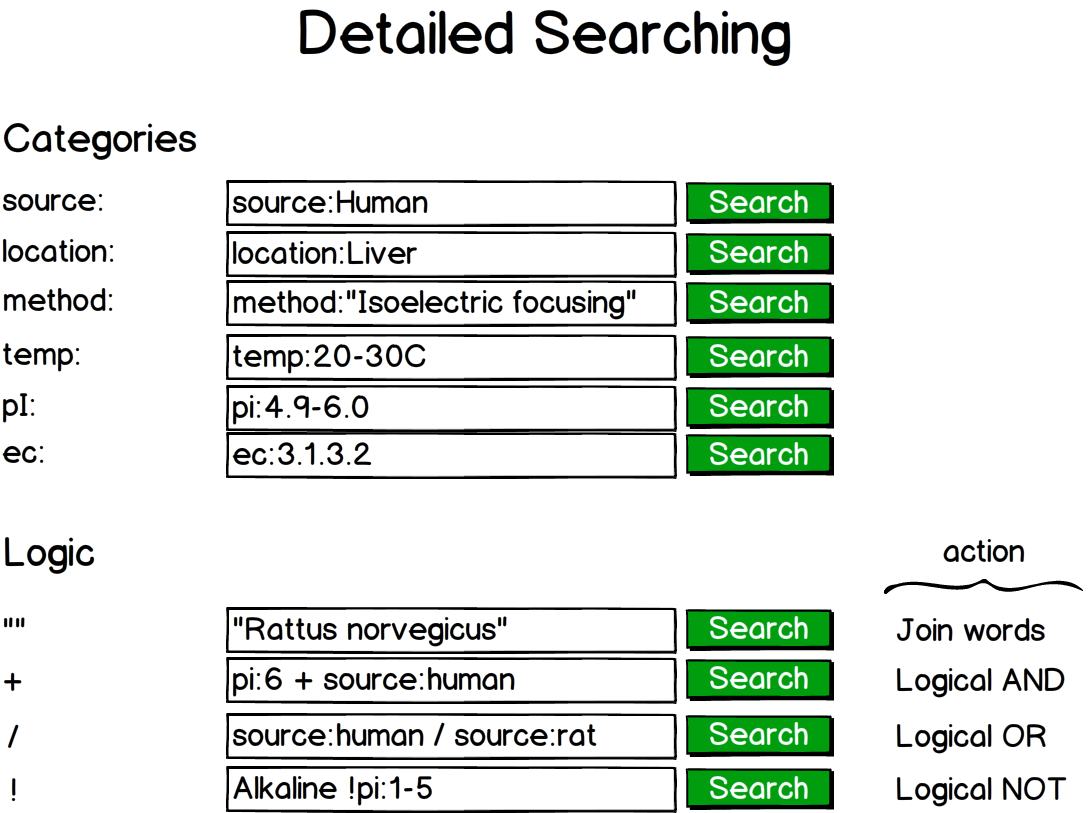 Detailed Searching
Categories
source: source:Human Search
location: location:Liver Search
method: method:"Isoelectric focusing" Search
temp: temp:20-30C Search
pI: pi:4.9-6.0 Search
ec: ec:3.1.3.2 Search
Logic action
"" "Rattus norvegicus" Search Join words
+ pi:6 + source:human Search Logical AND
/ source:human / source:rat Search Logical OR
! Alkaline !pi:1-5 Search Logical NOT